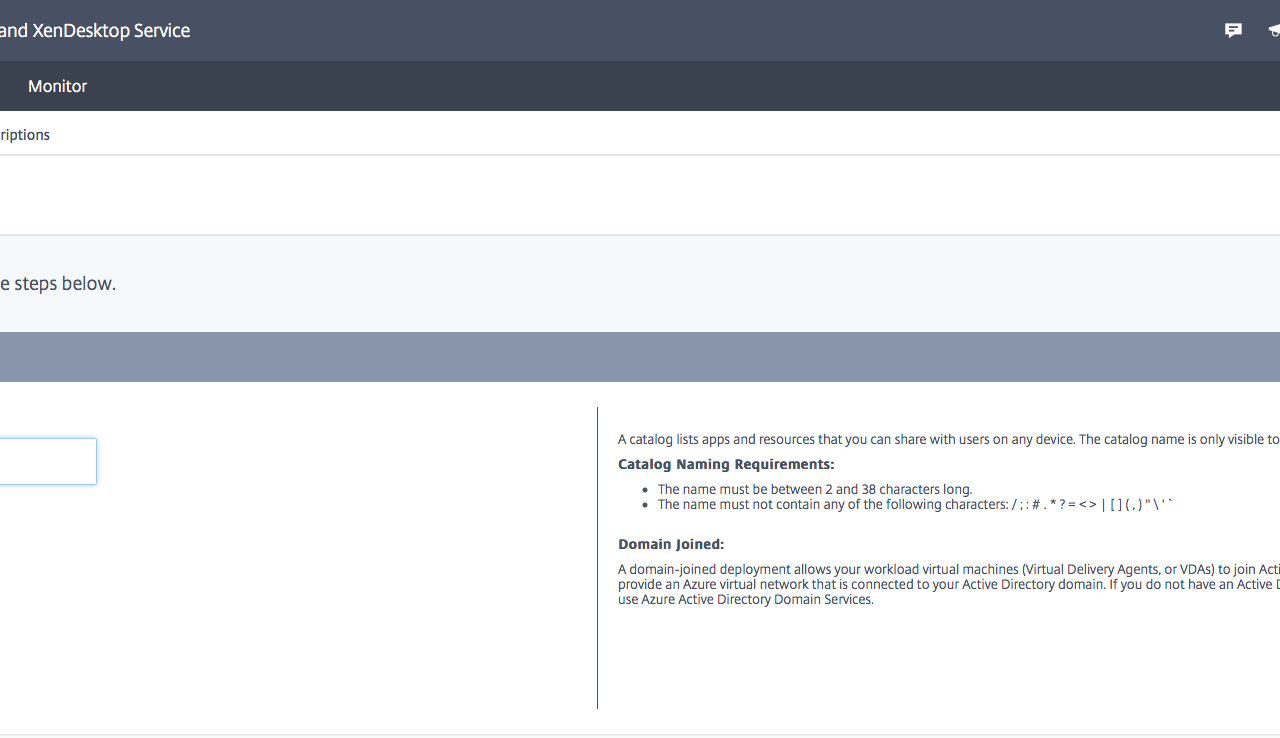 and XenDesktop Service
Monitor
riptions
e steps below.
A catalog lists apps and resources that you can share with users on any device. The catalog name is only visible to
Catalog Naming Requirements:
• The name must be between 2 and 38 characters long.
• The name must not contain any of the following characters: / ; : # . * ? = < > | [ ] ( , ) " \ ' `
Domain Joined:
A domain-joined deployment allows your workload virtual machines (Virtual Delivery Agents, or VDAs) to join Acti
provide an Azure virtual network that is connected to your Active Directory domain. If you do not have an Active D
use Azure Active Directory Domain Services.